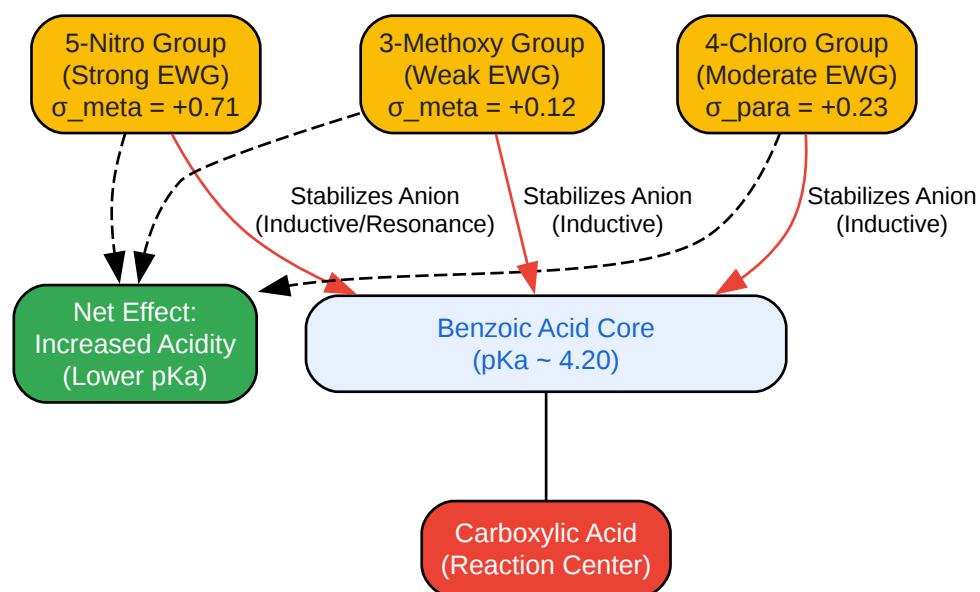 5-Nitro Group
(Strong EWG)
σ_meta = +0.71
3-Methoxy Group
(Weak EWG)
σ_meta = +0.12
4-Chloro Group
(Moderate EWG)
σ_para = +0.23
Stabilizes Anion
(Inductive/Resonance)
Stabilizes Anion
(Inductive)
Stabilizes Anion
(Inductive)
Net Effect:
Increased Acidity
(Lower pKa)
Benzoic Acid Core
(pKa ~ 4.20)
Carboxylic Acid
(Reaction Center)